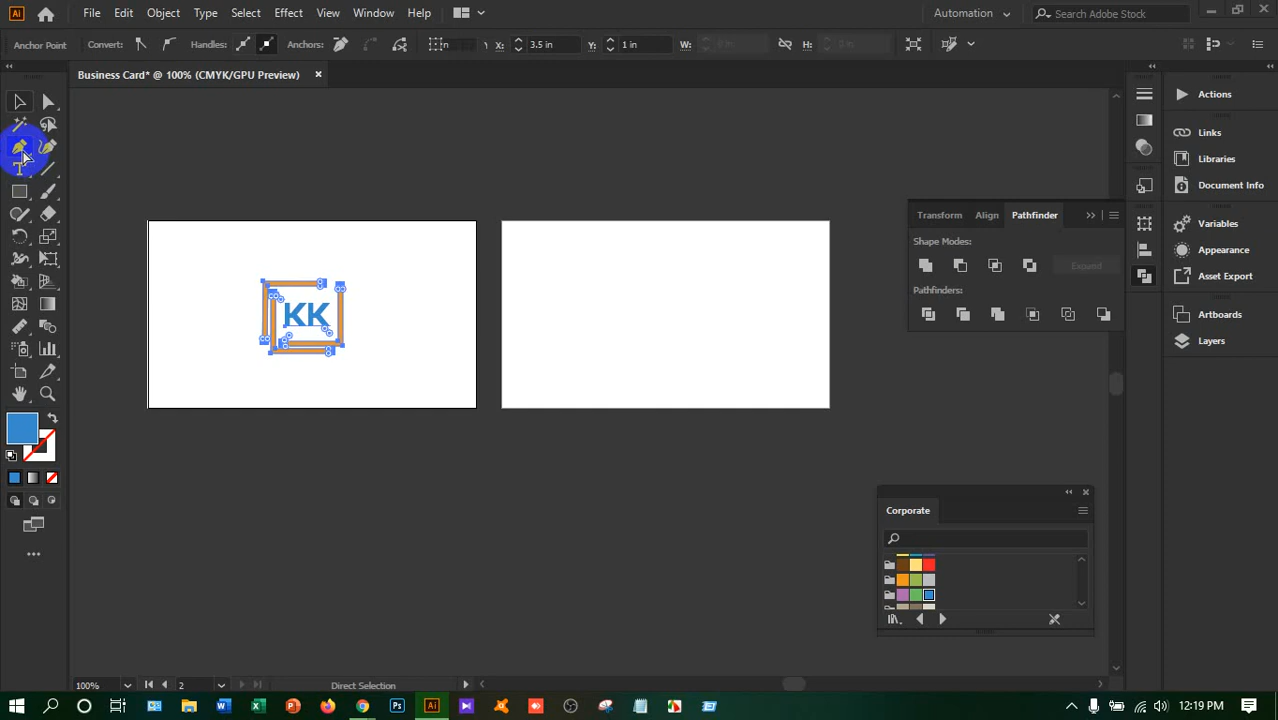 Ai File Edit Object Type Select Effect View Window Help Automation Search Adobe Stock
Anchor Point Convert: Handles: Anchors: X: 3.5 in Y: 1 in W: H:
Business Card* @ 100% (CMYK/GPU Preview)
Actions
Links
Libraries
Document Info
Variables
Appearance
Asset Export
Artboards
Layers
Transform Align Pathfinder
Shape Modes:
Expand
Pathfinders:
KK
Corporate
100% 2 Direct Selection
12:19 PM